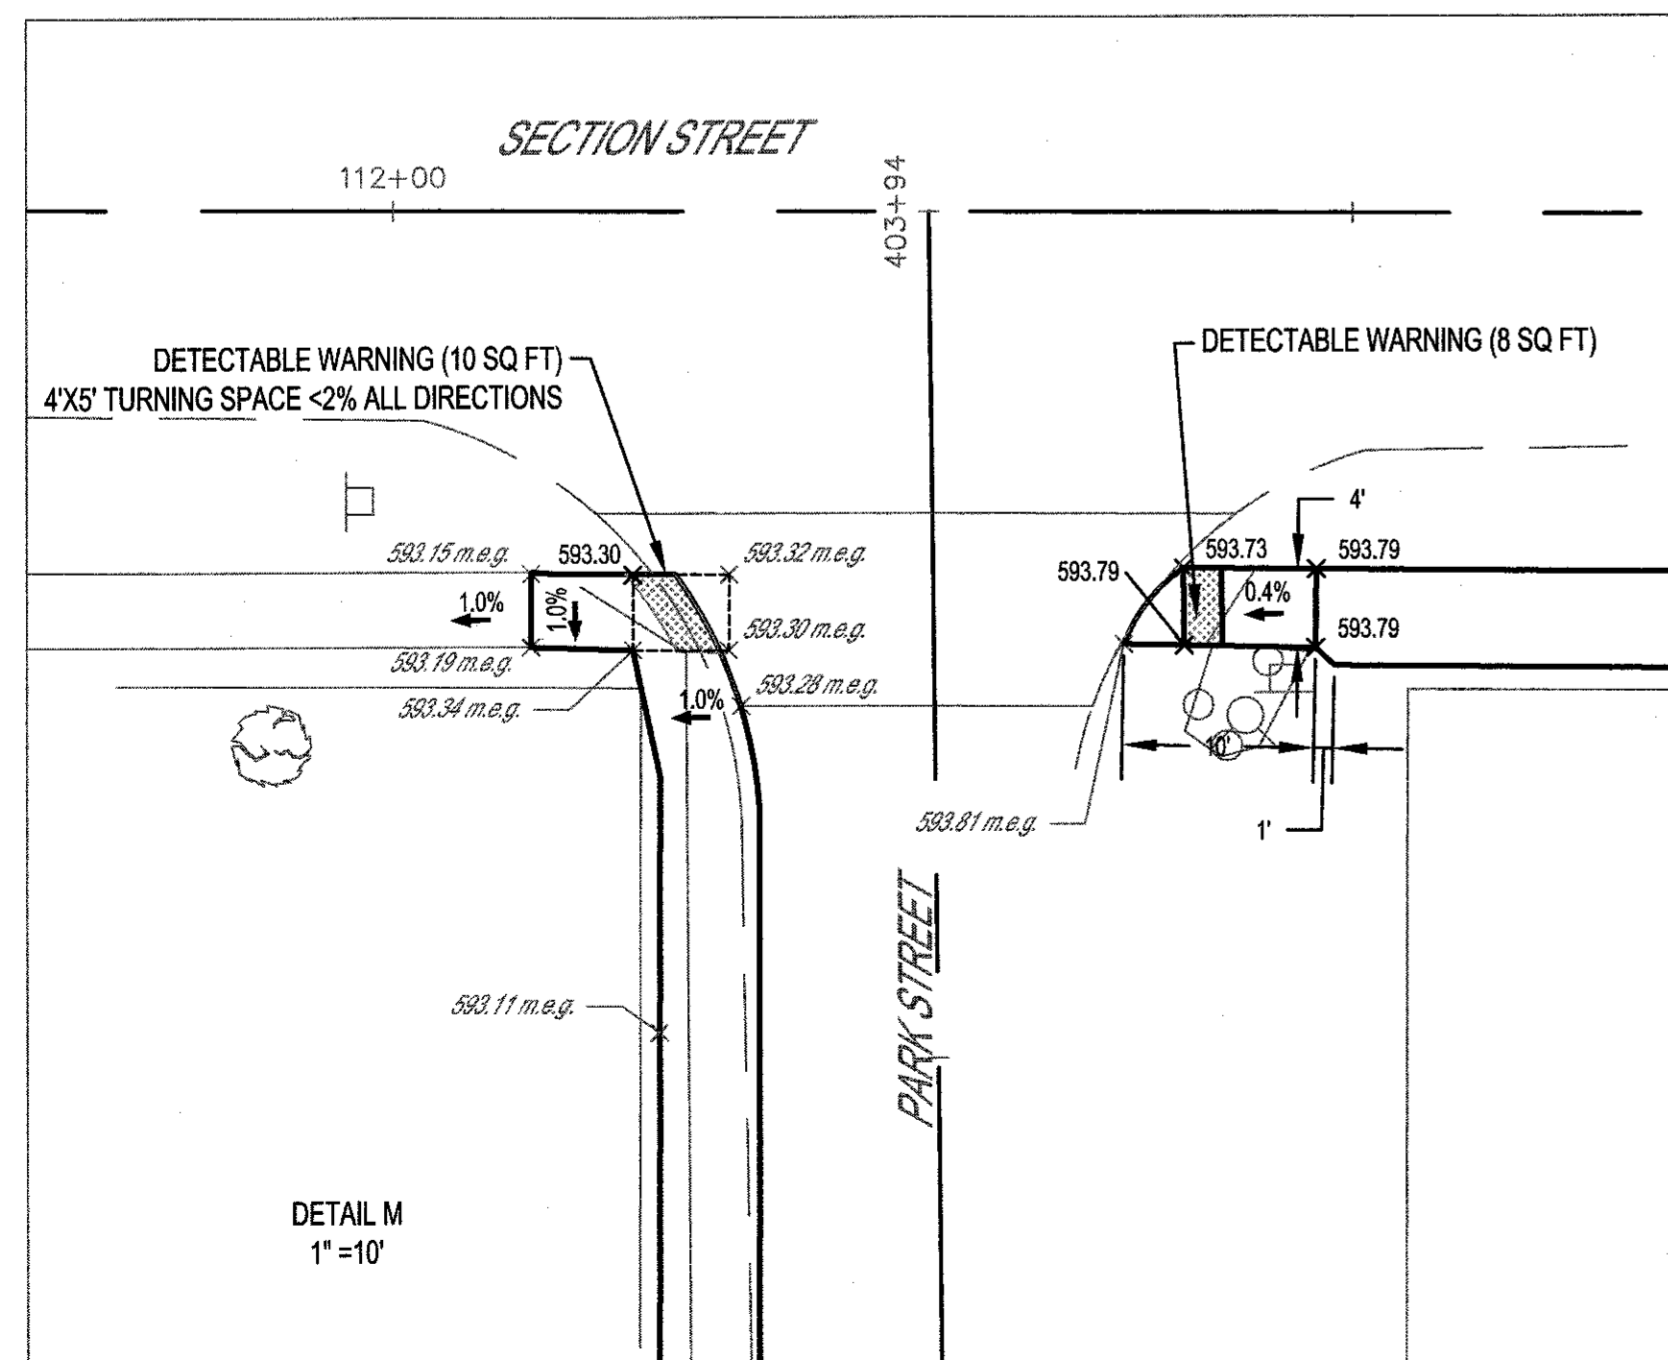 SECTION STREET
112+00
403+94
DETECTABLE WARNING (10 SQ FT)
4'X5' TURNING SPACE <2% ALL DIRECTIONS
DETECTABLE WARNING (8 SQ FT)
4'
593.15 m.e.g.
593.30
593.32 m.e.g.
593.79
593.73
593.79
1.0%
1.0%
0.4%
593.30 m.e.g.
593.79
593.19 m.e.g.
593.34 m.e.g.
1.0%
593.28 m.e.g.
10'
593.81 m.e.g.
1'
PARK STREET
593.11 m.e.g.
DETAIL M
1" =10'